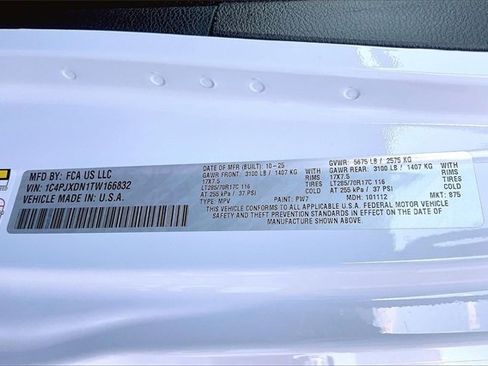 MFD BY: FCA US LLC
VIN: 1C4PJXDN1TW166832
VEHICLE MADE IN: U.S.A.
DATE OF MFR (BUILT): 10-25
GVWR: 5675 LB / 2575 KG
GAWR FRONT: 3100 LB / 1407 KG
GAWR REAR: 3100 LB / 1407 KG
17X7.5 RIMS
17X7.5 RIMS
LT285/70R17C 116 TIRES
LT285/70R17C 116 TIRES
AT 255 kPa / 37 PSI
AT 255 kPa / 37 PSI
TYPE: MPV PAINT: PW7 MDH: 101112 MKT: 875
THIS VEHICLE CONFORMS TO ALL APPLICABLE U.S.A. FEDERAL MOTOR VEHICLE
SAFETY AND THEFT PREVENTION STANDARDS IN EFFECT ON THE DATE OF
MANUFACTURE SHOWN ABOVE.